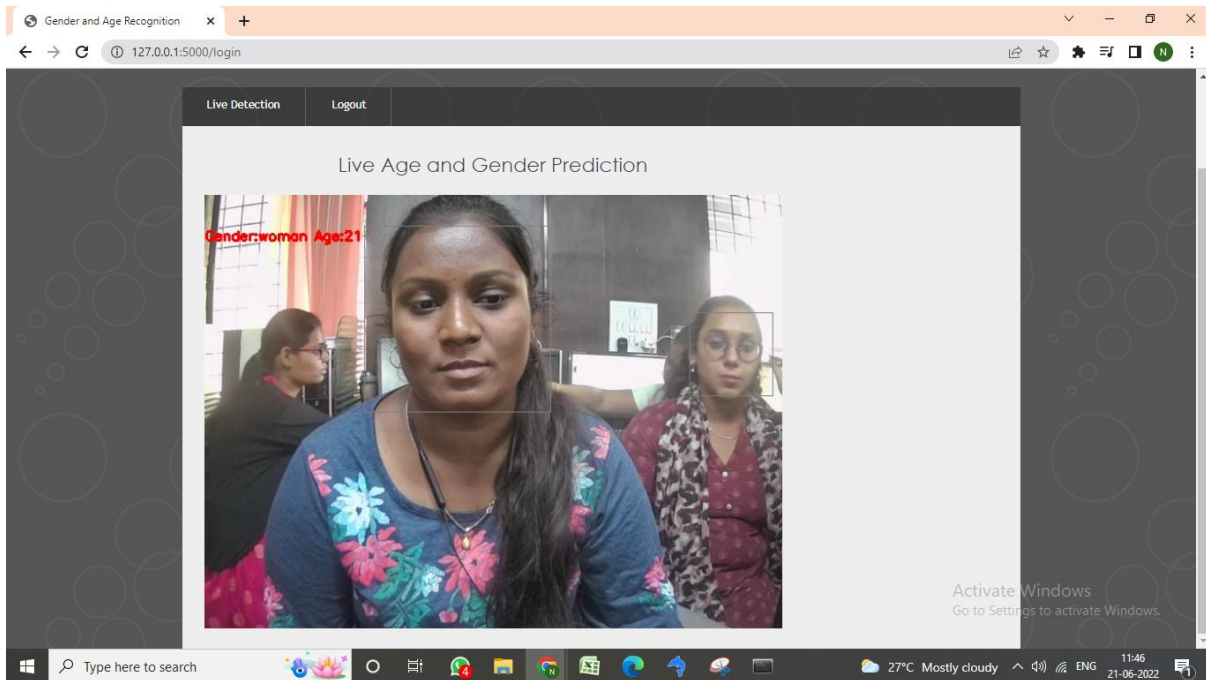 Gender and Age Recognition
127.0.0.1:5000/login
N
Live Detection Logout
Live Age and Gender Prediction
Gender:woman Age:21
Activate Windows
Go to Settings to activate Windows.
Type here to search
4
27°C Mostly cloudy
ENG
11:46
21-06-2022
1